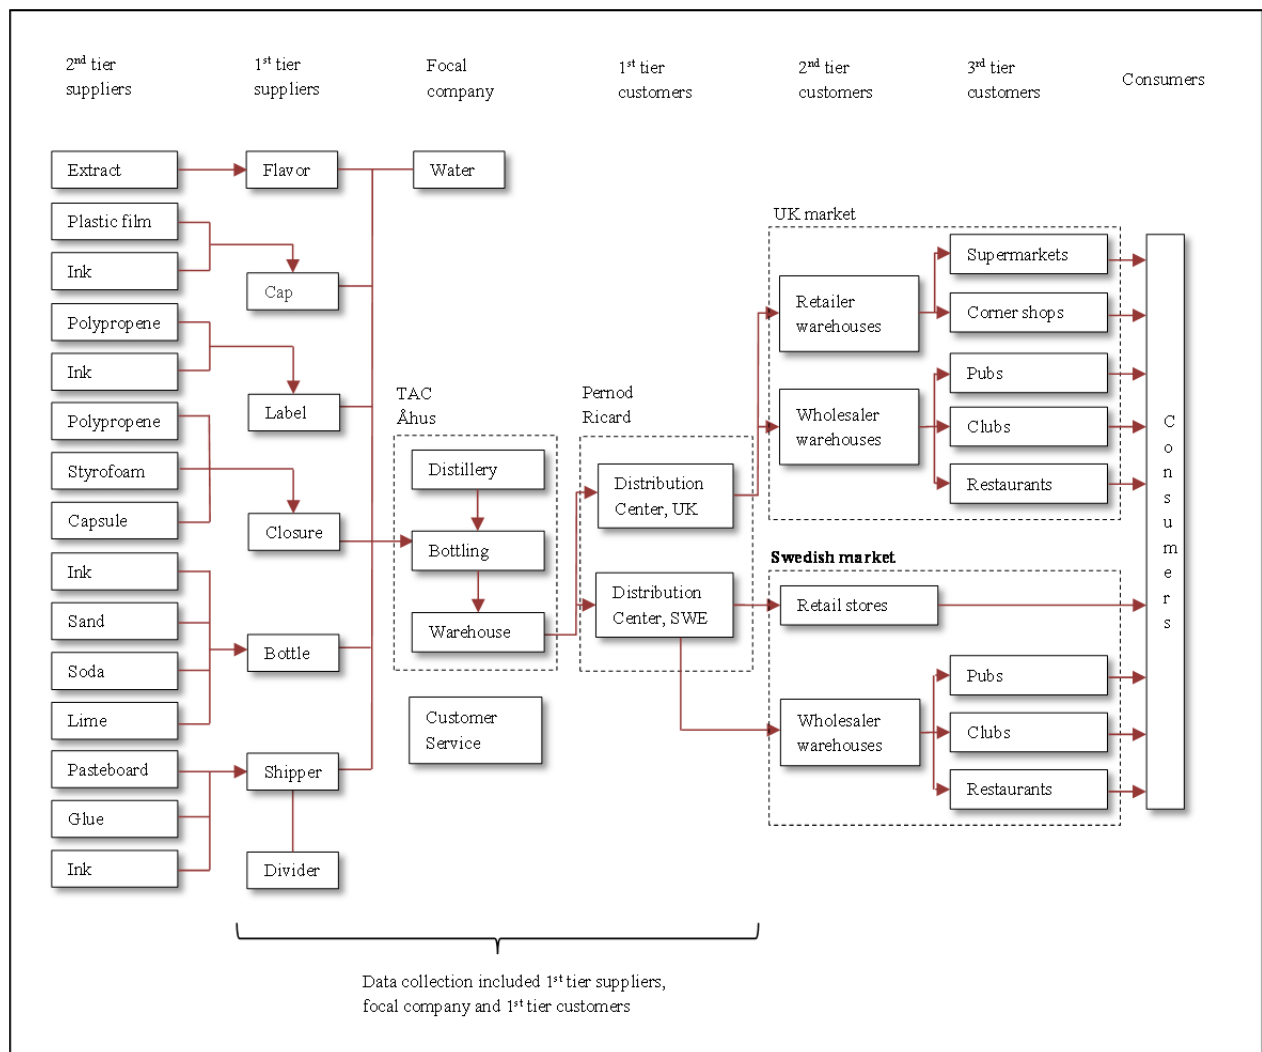 2nd tier
suppliers
1st tier
suppliers
Focal
company
1st tier
customers
2nd tier
customers
3rd tier
customers
Consumers
Extract
Plastic film
Ink
Polypropene
Ink
Polypropene
Styrofoam
Capsule
Ink
Sand
Soda
Lime
Pasteboard
Glue
Ink
Flavor
Cap
Label
Closure
Bottle
Shipper
Divider
Water
TAC
Åhus
Distillery
Bottling
Warehouse
Customer
Service
Pernod
Ricard
Distribution
Center, UK
Distribution
Center, SWE
UK market
Retailer
warehouses
Wholesaler
warehouses
Supermarkets
Corner shops
Pubs
Clubs
Restaurants
Swedish market
Retail stores
Wholesaler
warehouses
Pubs
Clubs
Restaurants
Consumers
Data collection included 1st tier suppliers,
focal company and 1st tier customers